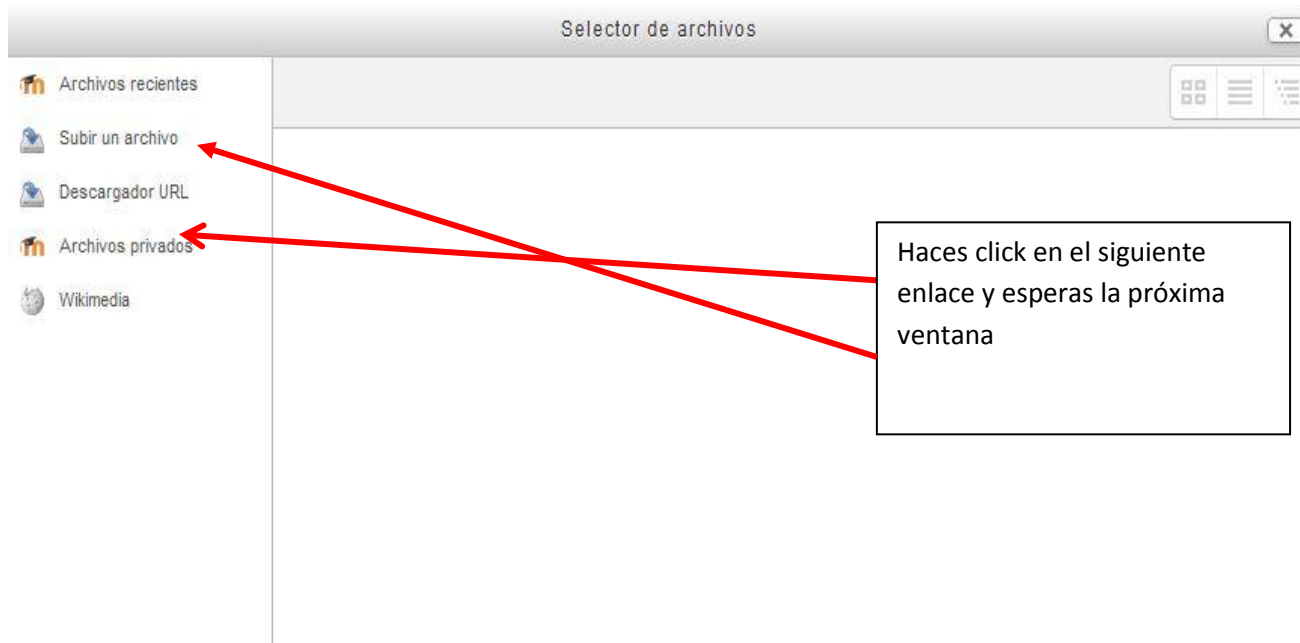 Selector de archivos
Archivos recientes
Subir un archivo
Descargador URL
Archivos privados
Wikimedia
Haces click en el siguiente
enlace y esperas la próxima
ventana